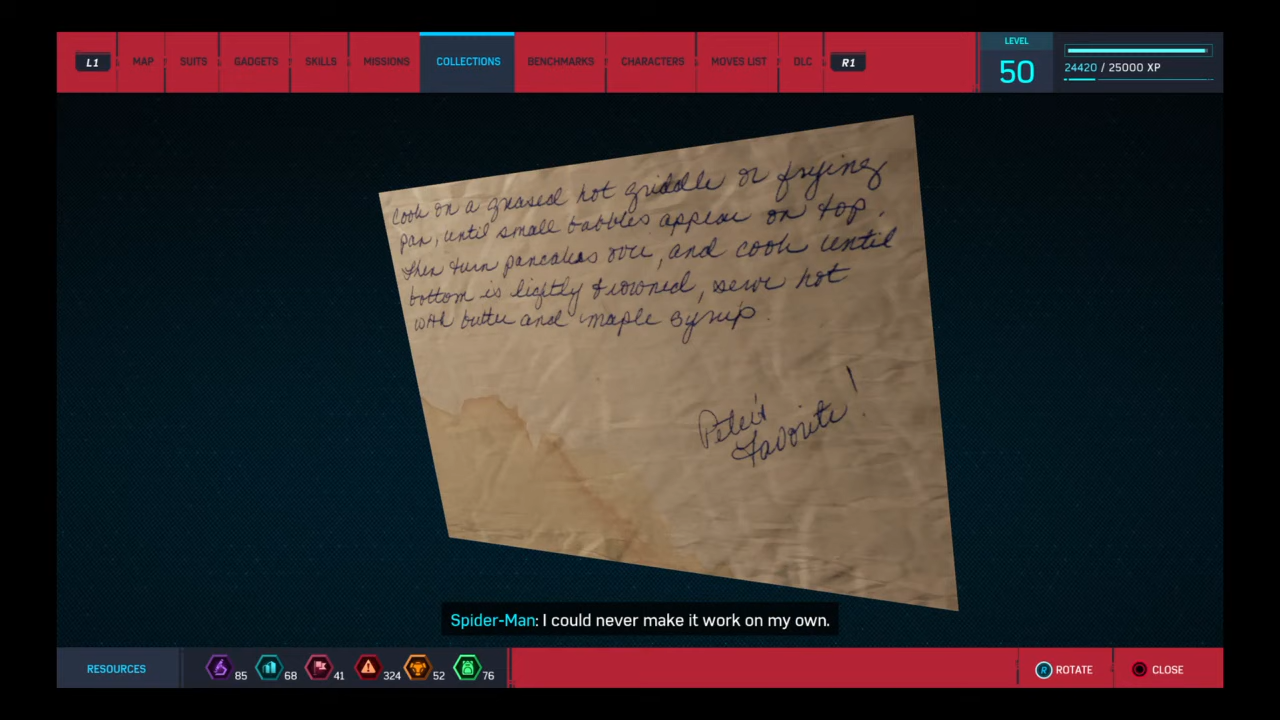 L1 MAP SUITS GADGETS SKILLS MISSIONS COLLECTIONS BENCHMARKS CHARACTERS MOVES LIST DLC R1
LEVEL
50
24420 / 25000 XP
Cook on a greased hot griddle or frying
pan, until small bubbles appear on top.
then turn pancakes over, and cook until
bottom is lightly browned, serve hot
with butter and maple syrup.
Peter's
Favorite!
Spider-Man: I could never make it work on my own.
RESOURCES 85 68 41 324 52 76 R ROTATE CLOSE